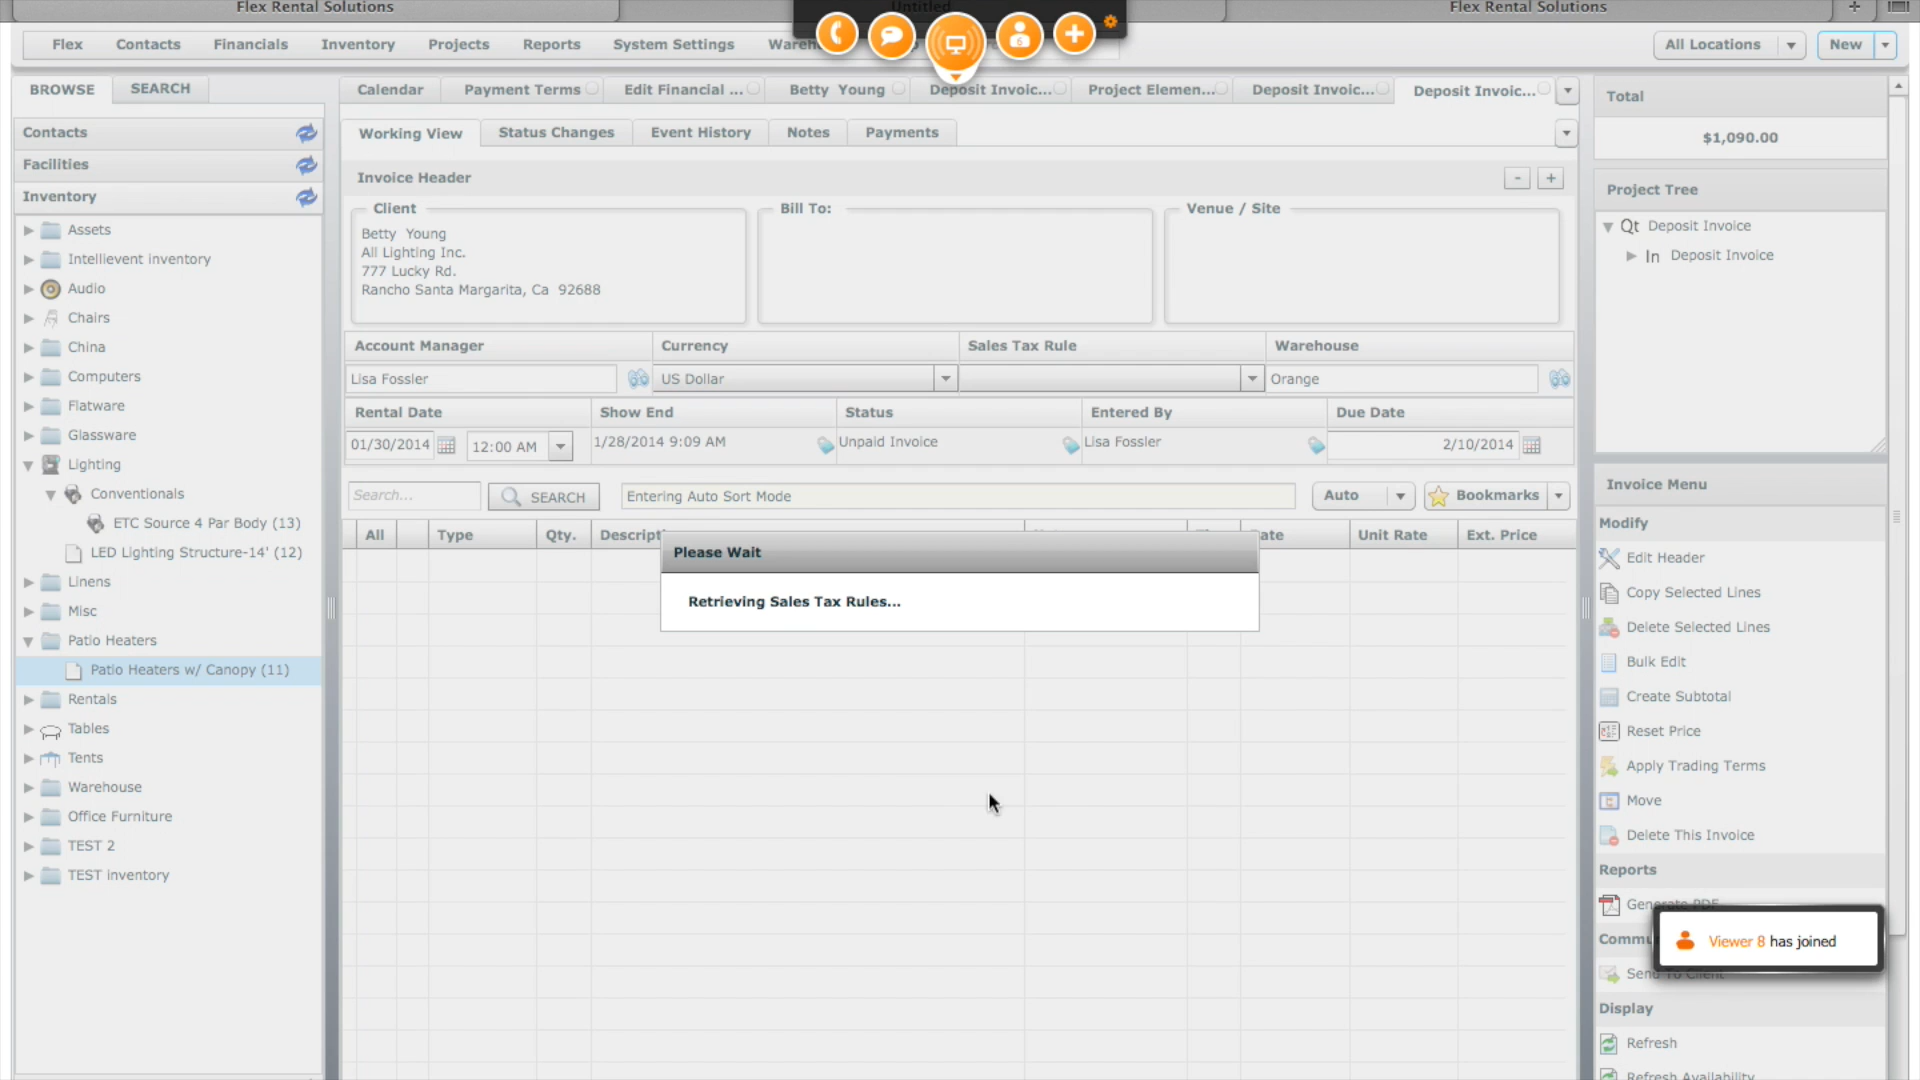 Flex Rental Solutions
Untitled
Flex Rental Solutions
Flex Contacts Financials Inventory Projects Reports System Settings
All Locations
New
BROWSE SEARCH
Contacts
Facilities
Inventory
Assets
Intellievent inventory
Audio
Chairs
China
Computers
Flatware
Glassware
Lighting
Conventionals
ETC Source 4 Par Body (13)
LED Lighting Structure-14' (12)
Linens
Misc
Patio Heaters
Patio Heaters w/ Canopy (11)
Rentals
Tables
Tents
Warehouse
Office Furniture
TEST 2
TEST inventory
Calendar Payment Terms Edit Financial ... Betty Young Deposit Invoic... Project Elemen... Deposit Invoic... Deposit Invoic...
Working View Status Changes Event History Notes Payments
Invoice Header
- +
Client
Betty Young
All Lighting Inc.
777 Lucky Rd.
Rancho Santa Margarita, Ca 92688
Bill To:
Venue / Site
Account Manager Currency Sales Tax Rule Warehouse
Lisa Fossler US Dollar Orange
Rental Date Show End Status Entered By Due Date
01/30/2014 12:00 AM 1/28/2014 9:09 AM Unpaid Invoice Lisa Fossler 2/10/2014
Search... SEARCH Entering Auto Sort Mode Auto Bookmarks
All Type Qty. Descript ate Unit Rate Ext. Price
Please Wait
Retrieving Sales Tax Rules...
Total
$1,090.00
Project Tree
Qt Deposit Invoice
In Deposit Invoice
Invoice Menu
Modify
Edit Header
Copy Selected Lines
Delete Selected Lines
Bulk Edit
Create Subtotal
Reset Price
Apply Trading Terms
Move
Delete This Invoice
Reports
Generate PDF
Commu
Viewer 8 has joined
Send To Client
Display
Refresh
Refresh Availability